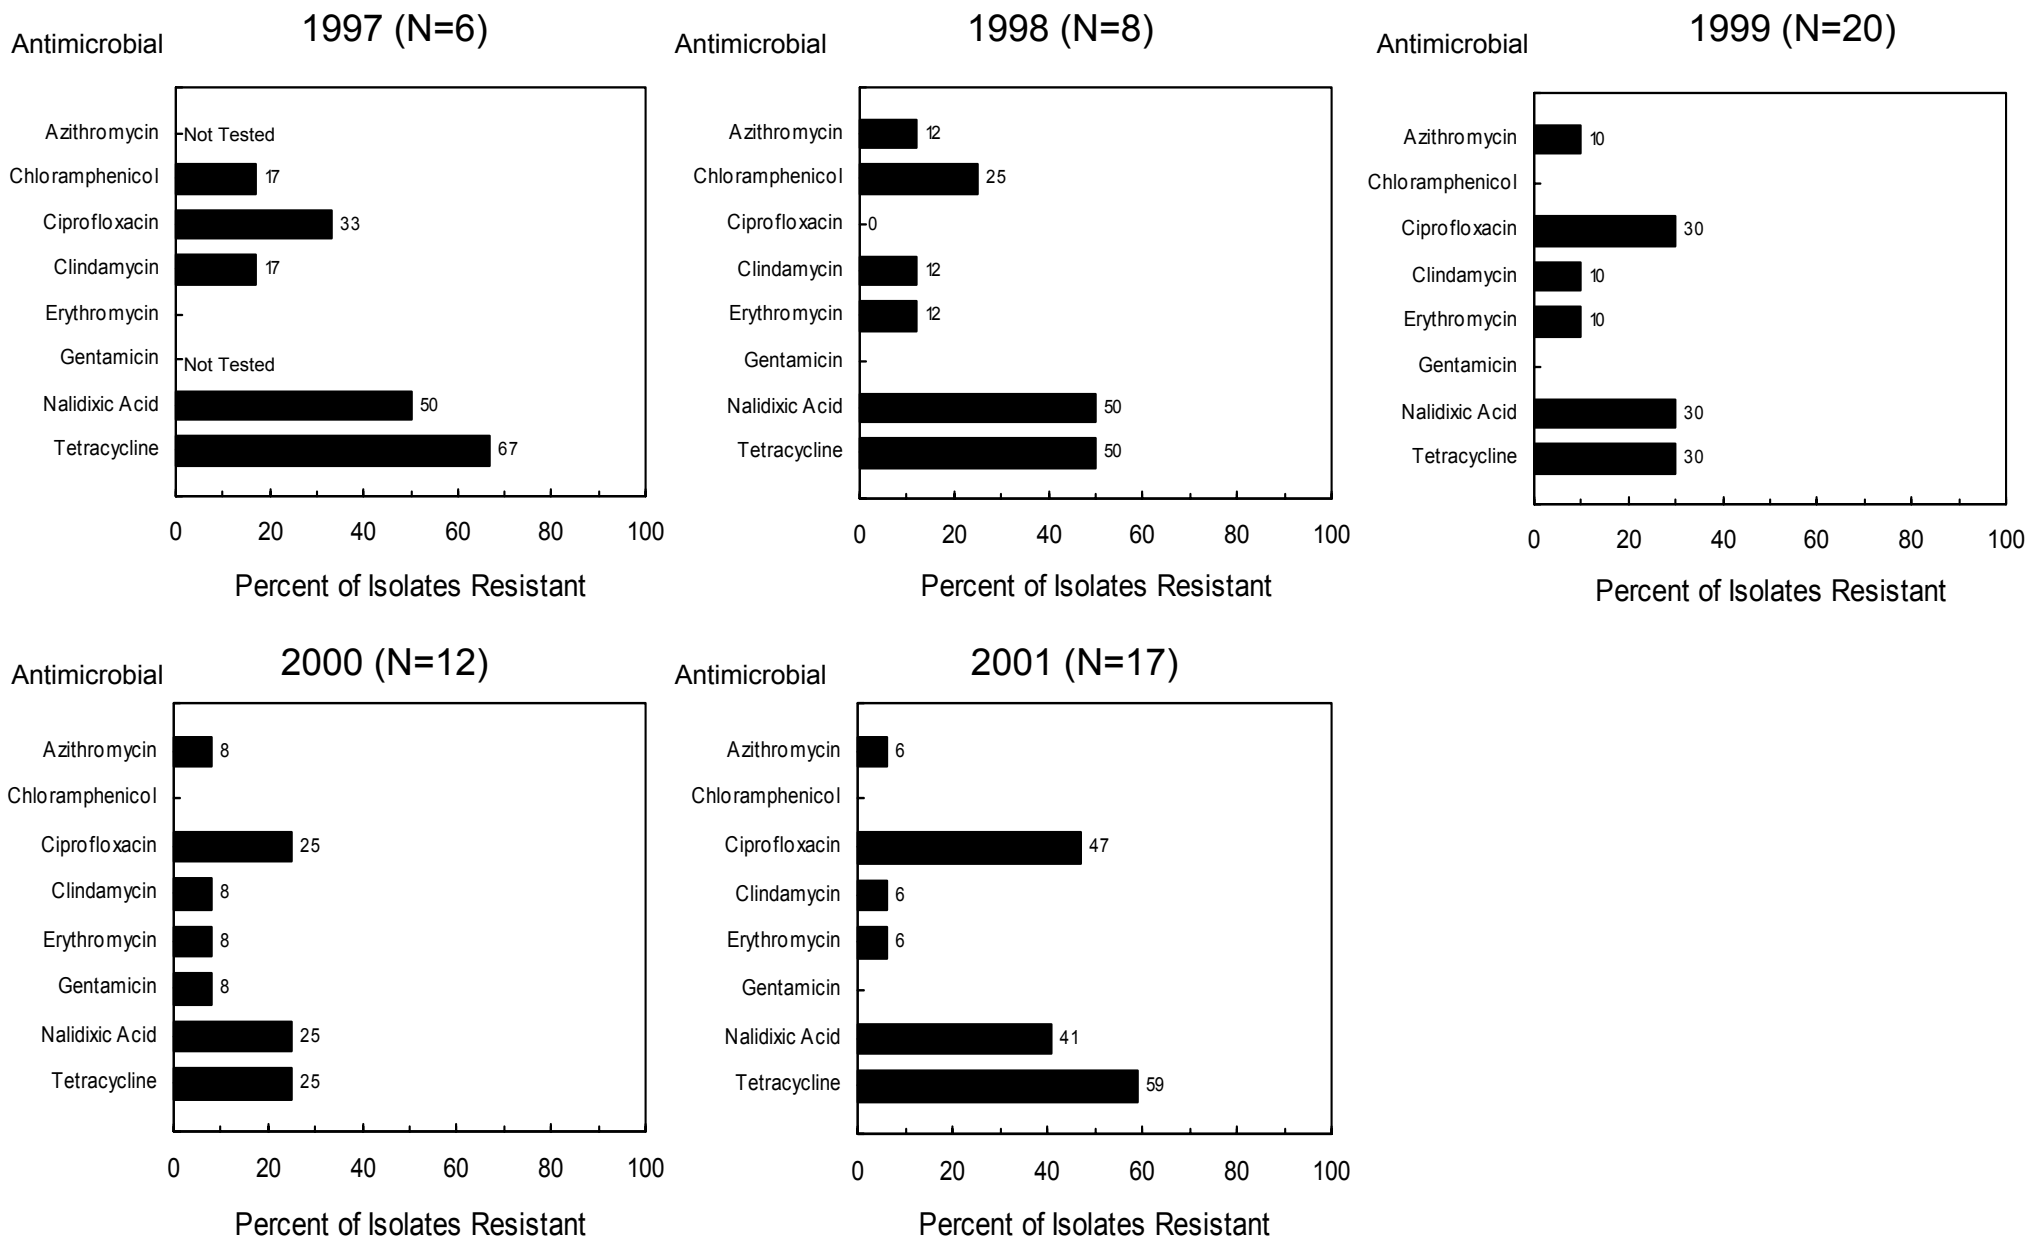 1997 (N=6)
Antimicrobial
Azithromycin Not Tested
Chloramphenicol 17
Ciprofloxacin 33
Clindamycin 17
Erythromycin
Gentamicin Not Tested
Nalidixic Acid 50
Tetracycline 67
0 20 40 60 80 100
Percent of Isolates Resistant
1998 (N=8)
Antimicrobial
Azithromycin 12
Chloramphenicol 25
Ciprofloxacin 0
Clindamycin 12
Erythromycin 12
Gentamicin
Nalidixic Acid 50
Tetracycline 50
0 20 40 60 80 100
Percent of Isolates Resistant
1999 (N=20)
Antimicrobial
Azithromycin 10
Chloramphenicol
Ciprofloxacin 30
Clindamycin 10
Erythromycin 10
Gentamicin
Nalidixic Acid 30
Tetracycline 30
0 20 40 60 80 100
Percent of Isolates Resistant
2000 (N=12)
Antimicrobial
Azithromycin 8
Chloramphenicol
Ciprofloxacin 25
Clindamycin 8
Erythromycin 8
Gentamicin 8
Nalidixic Acid 25
Tetracycline 25
0 20 40 60 80 100
Percent of Isolates Resistant
2001 (N=17)
Antimicrobial
Azithromycin 6
Chloramphenicol
Ciprofloxacin 47
Clindamycin 6
Erythromycin 6
Gentamicin
Nalidixic Acid 41
Tetracycline 59
0 20 40 60 80 100
Percent of Isolates Resistant